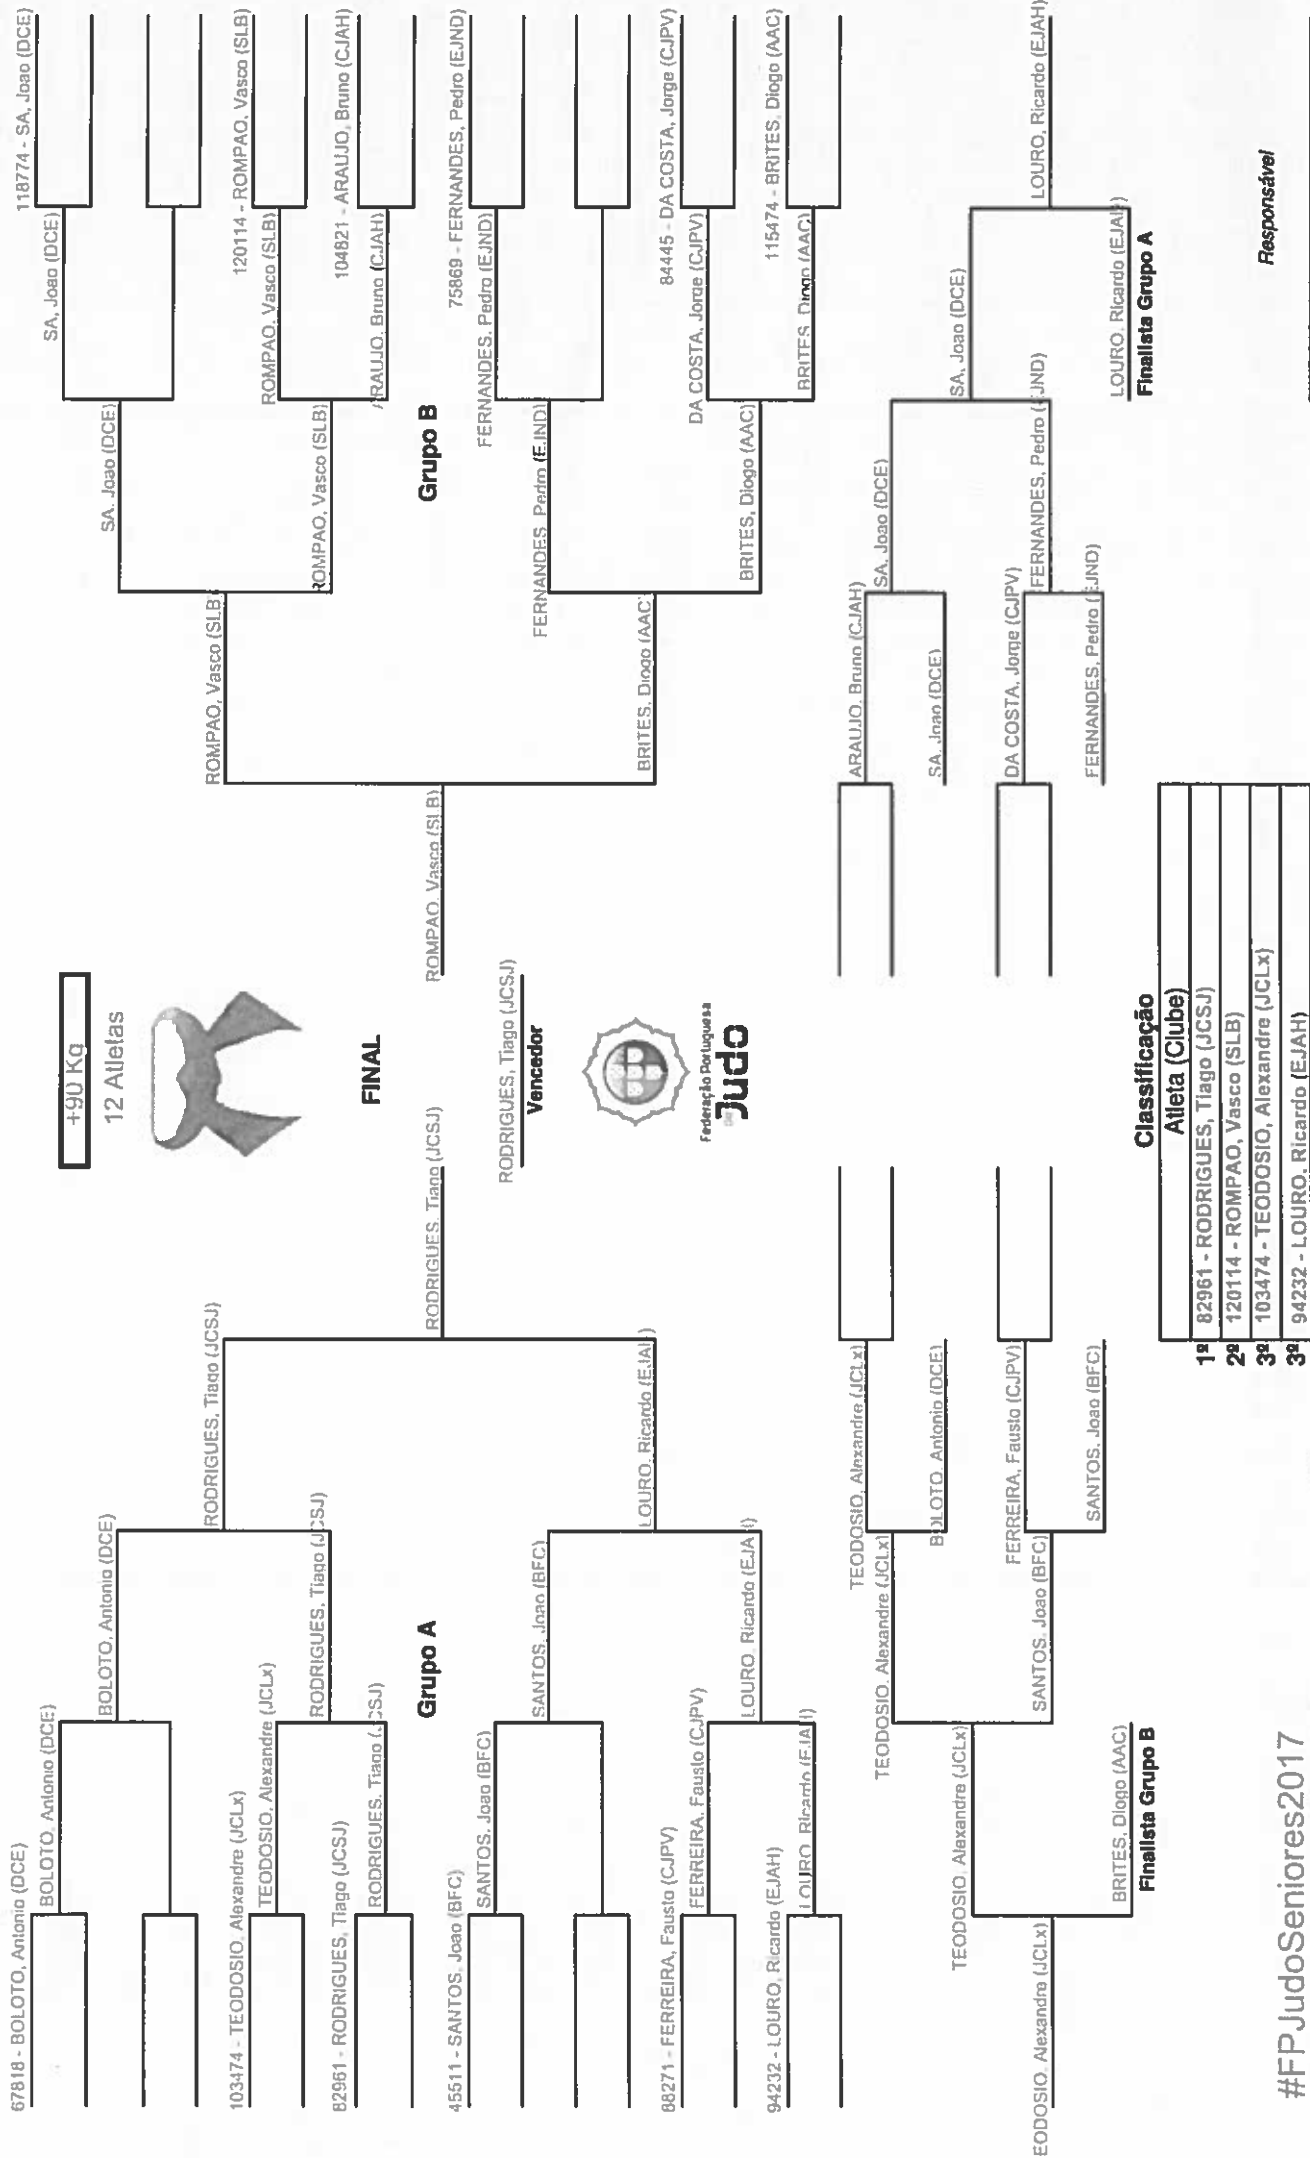 +90 Kg
12 Atletas
FINAL
67818 - BOLOTO, Antonio (DCE)
BOLOTO, Antonio (DCE)
BOLOTO, Antonio (DCE)
103474 - TEODOSIO, Alexandre (JCLx)
TEODOSIO, Alexandre (JCLx)
82961 - RODRIGUES, Tiago (JCSJ)
RODRIGUES, Tiago (JCSJ)
RODRIGUES, Tiago (JCSJ)
RODRIGUES, Tiago (JCSJ)
Grupo A
45511 - SANTOS, Joao (BFC)
SANTOS, Joao (BFC)
SANTOS, Joao (BFC)
88271 - FERREIRA, Fausto (CJPV)
FERREIRA, Fausto (CJPV)
94232 - LOURO, Ricardo (EJAH)
LOURO, Ricardo (EJAH)
LOURO, Ricardo (EJAH)
LOURO, Ricardo (EJAH)
RODRIGUES, Tiago (JCSJ)
ROMPAO, Vasco (SLB)
RODRIGUES, Tiago (JCSJ)
Vencedor
Federação Portuguesa
de
Judo
118774 - SA, Joao (DCE)
SA, Joao (DCE)
SA, Joao (DCE)
120114 - ROMPAO, Vasco (SLB)
ROMPAO, Vasco (SLB)
104821 - ARAUJO, Bruno (CJAH)
ARAUJO, Bruno (CJAH)
ROMPAO, Vasco (SLB)
ROMPAO, Vasco (SLB)
Grupo B
75869 - FERNANDES, Pedro (EJND)
FERNANDES, Pedro (EJND)
FERNANDES, Pedro (EJND)
84445 - DA COSTA, Jorge (CJPV)
DA COSTA, Jorge (CJPV)
115474 - BRITES, Diogo (AAC)
BRITES, Diogo (AAC)
BRITES, Diogo (AAC)
BRITES, Diogo (AAC)
TEODOSIO, Alexandre (JCLx)
BOLOTO, Antonio (DCE)
TEODOSIO, Alexandre (JCLx)
FERREIRA, Fausto (CJPV)
SANTOS, Joao (BFC)
SANTOS, Joao (BFC)
TEODOSIO, Alexandre (JCLx)
BRITES, Diogo (AAC)
Finalista Grupo B
EODOSIO, Alexandre (JCLx)
ARAUJO, Bruno (CJAH)
SA, Joao (DCE)
SA, Joao (DCE)
DA COSTA, Jorge (CJPV)
FERNANDES, Pedro (EJND)
FERNANDES, Pedro (EJND)
SA, Joao (DCE)
LOURO, Ricardo (EJAH)
Finalista Grupo A
LOURO, Ricardo (EJAH)
Classificação
Atleta (Clube)
1º 82961 - RODRIGUES, Tiago (JCSJ)
2º 120114 - ROMPAO, Vasco (SLB)
3º 103474 - TEODOSIO, Alexandre (JCLx)
3º 94232 - LOURO, Ricardo (EJAH)
Responsável
#FPJudoSeniores2017